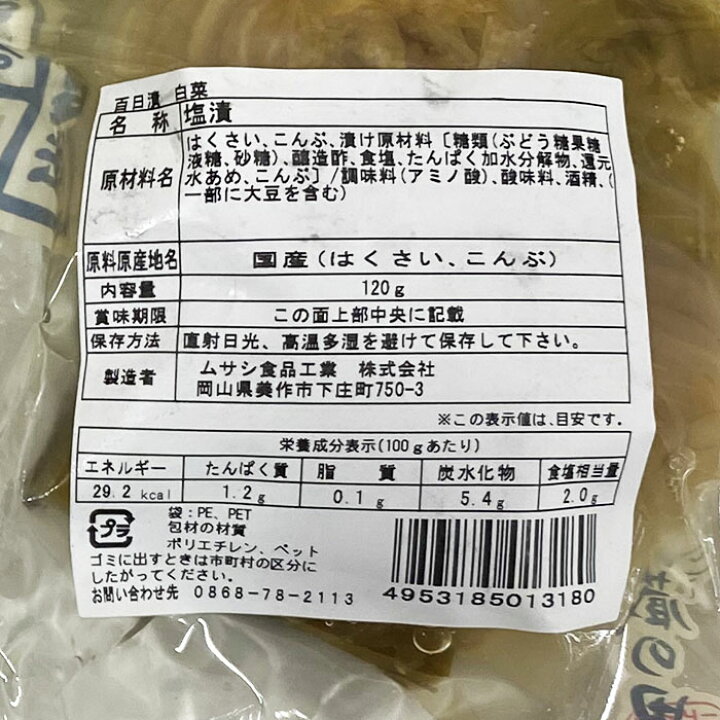 百日漬 白菜
名称 塩漬
原材料名 はくさい、こんぶ、漬け原材料〔糖類(ぶどう糖果糖
液糖、砂糖)、醸造酢、食塩、たんぱく加水分解物、還元
水あめ、こんぶ〕/調味料(アミノ酸)、酸味料、酒精、(
一部に大豆を含む)
原料原産地名 国産(はくさい、こんぶ)
内容量 120g
賞味期限 この面上部中央に記載
保存方法 直射日光、高温多湿を避けて保存して下さい。
製造者 ムサシ食品工業 株式会社
岡山県美作市下庄町750-3
※この表示値は、目安です。
栄養成分表示(100gあたり)
エネルギー たんぱく質 脂質 炭水化物 食塩相当量
29.2kcal 1.2g 0.1g 5.4g 2.0g
プラ
袋:PE、PET
包材の材質
ポリエチレン、ペット
ゴミに出すときは市町村の区分に
したがってください。
お問い合わせ先 0868-78-2113
4953185013180